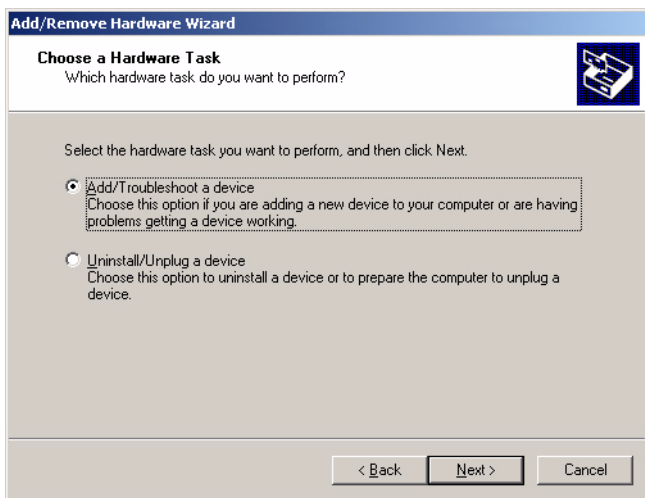 Add/Remove Hardware Wizard
Choose a Hardware Task
Which hardware task do you want to perform?
Select the hardware task you want to perform, and then click Next.
Add/Troubleshoot a device
Choose this option if you are adding a new device to your computer or are having
problems getting a device working.
Uninstall/Unplug a device
Choose this option to uninstall a device or to prepare the computer to unplug a
device.
< Back Next > Cancel